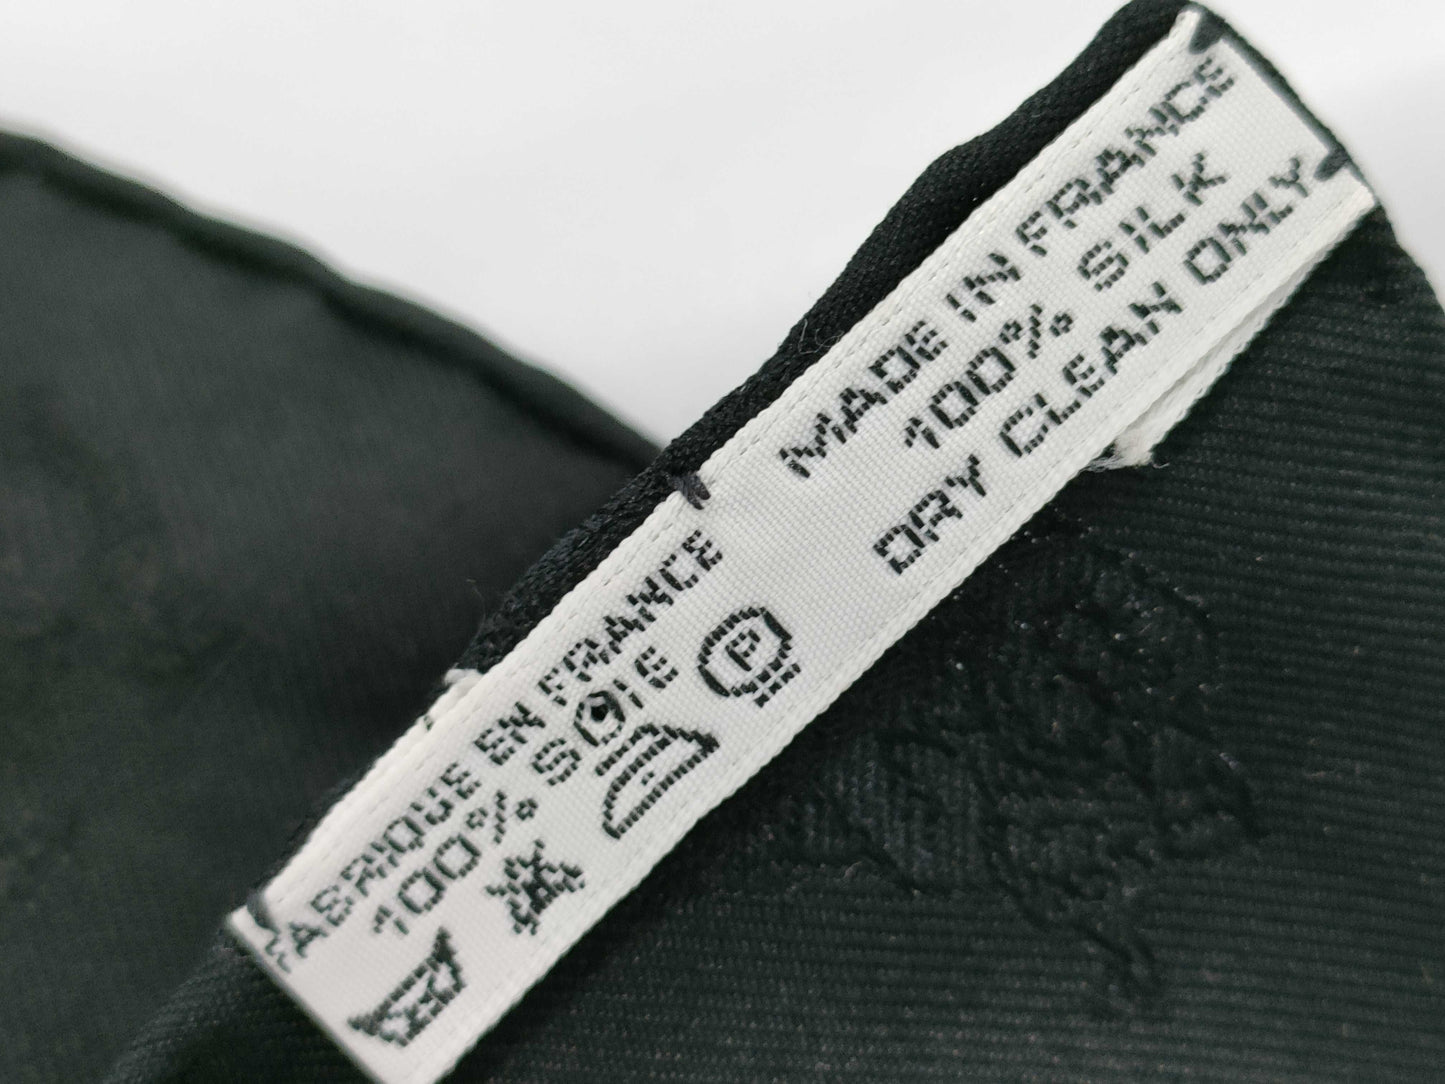 FABRIQUE EN FRANCE
100% SOIE
P
MADE IN FRANCE
100% SILK
DRY CLEAN ONLY